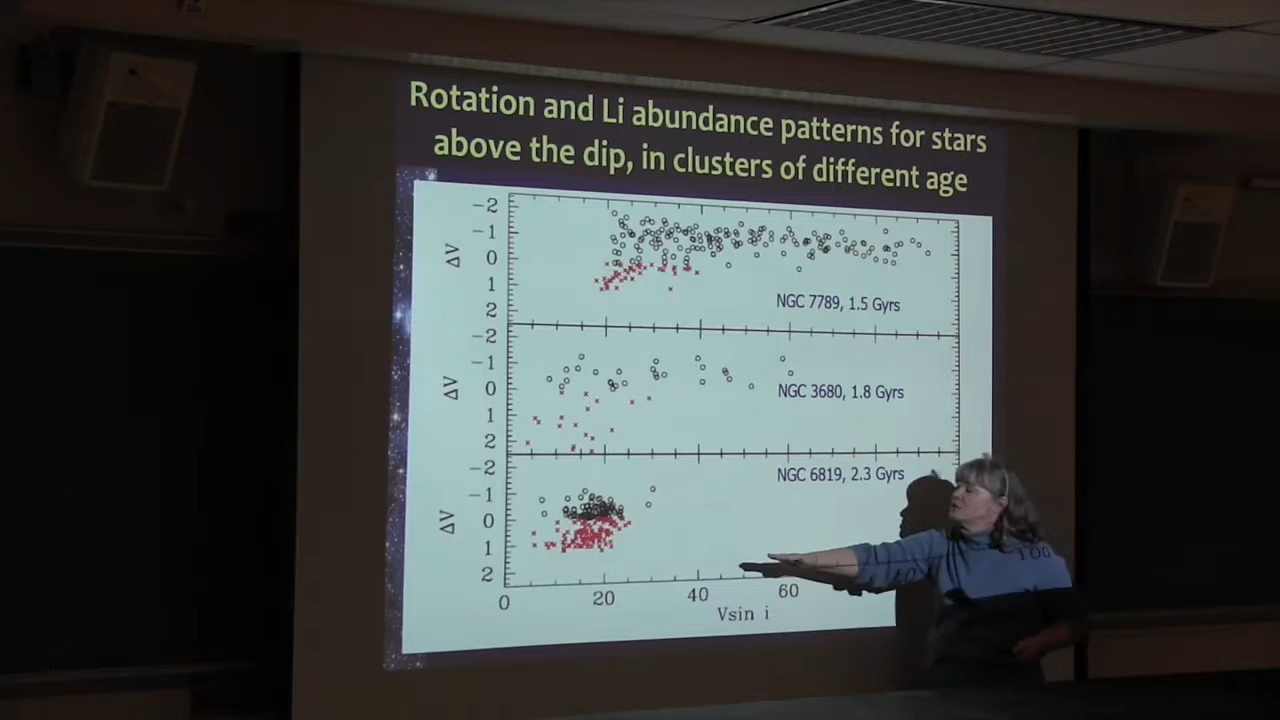 Rotation and Li abundance patterns for stars
above the dip, in clusters of different age
-2
-1
0
1
2
ΔV
NGC 7789, 1.5 Gyrs
-2
-1
0
1
2
ΔV
NGC 3680, 1.8 Gyrs
-2
-1
0
1
2
ΔV
NGC 6819, 2.3 Gyrs
0 20 40 60
Vsin i